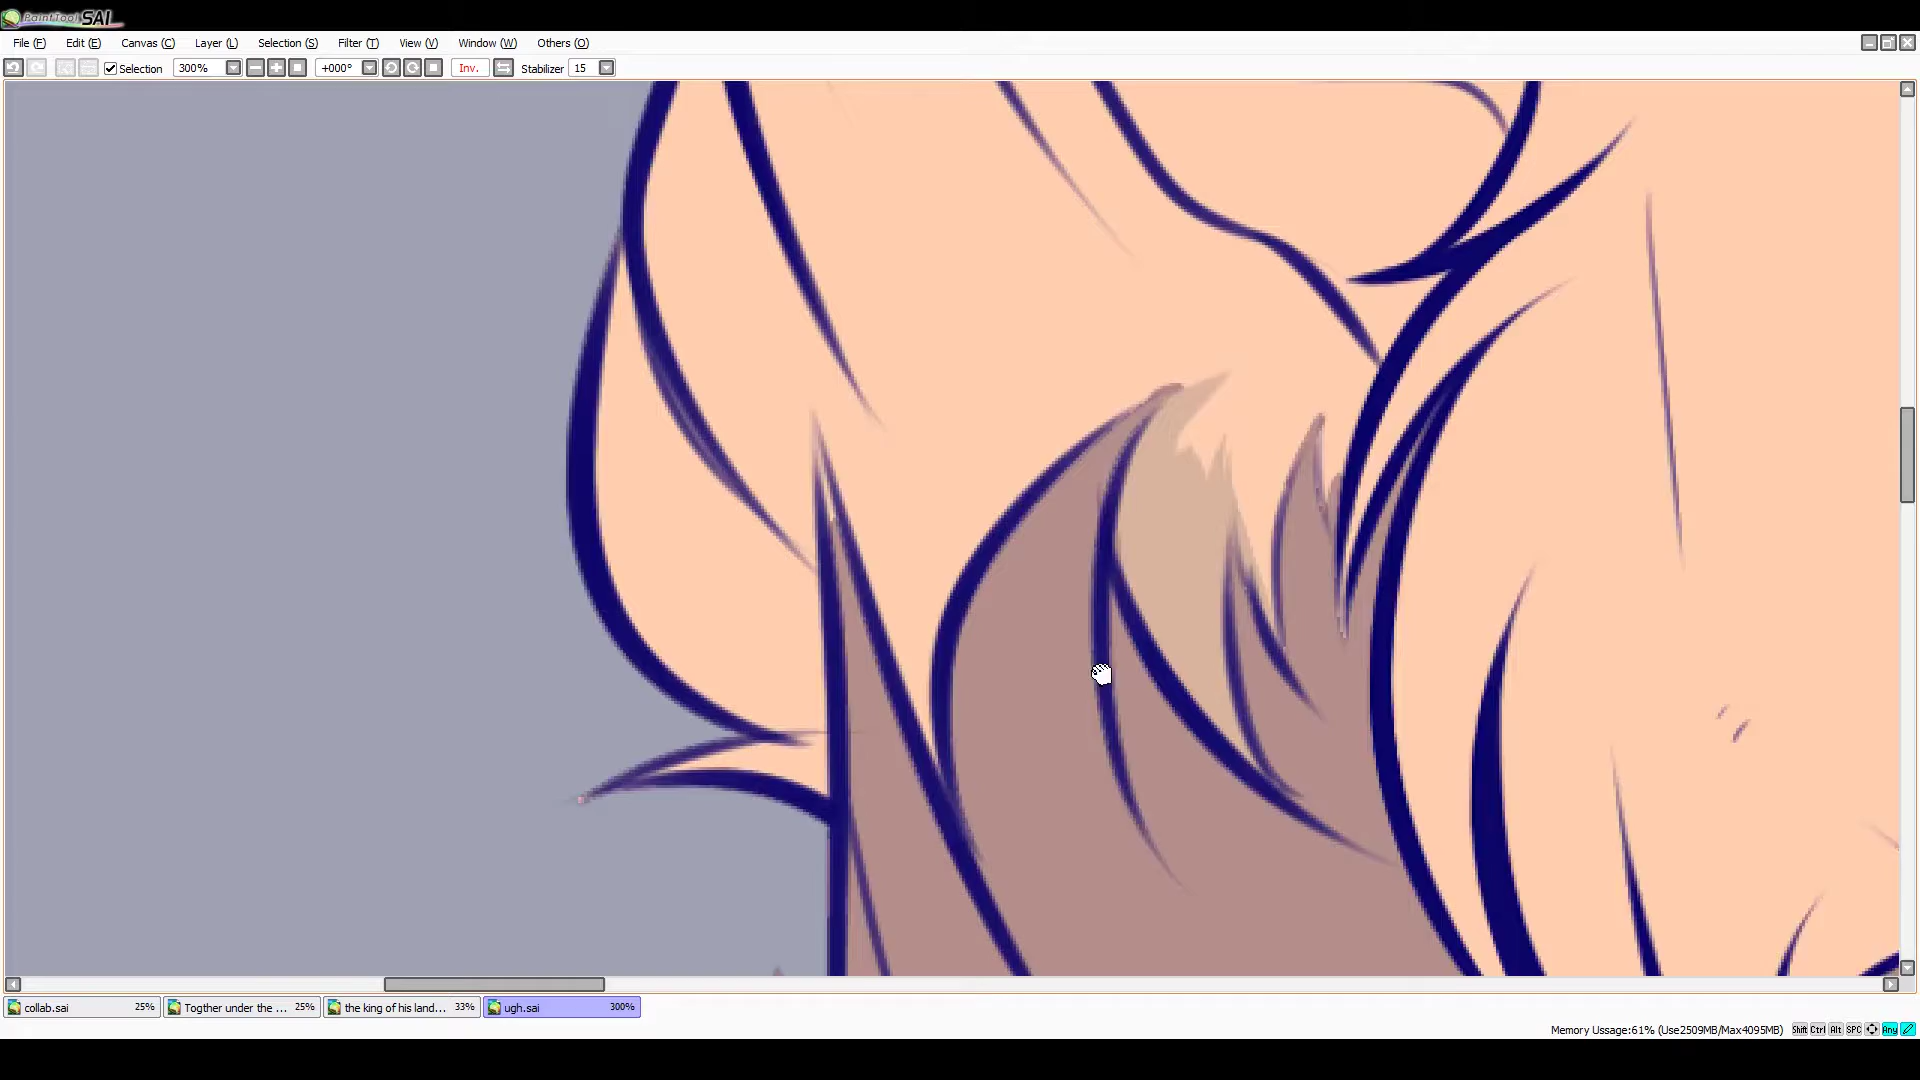 PaintTool SAI
File (F) Edit (E) Canvas (C) Layer (L) Selection (S) Filter (T) View (V) Window (W) Others (O)
Selection 300% +000° Inv. Stabilizer 15
collab.sai 25% Togther under the ... 25% the king of his land... 33% ugh.sai 300%
Memory Ussage:61% (Use2509MB/Max4095MB) Shift Ctrl Alt SPC Any